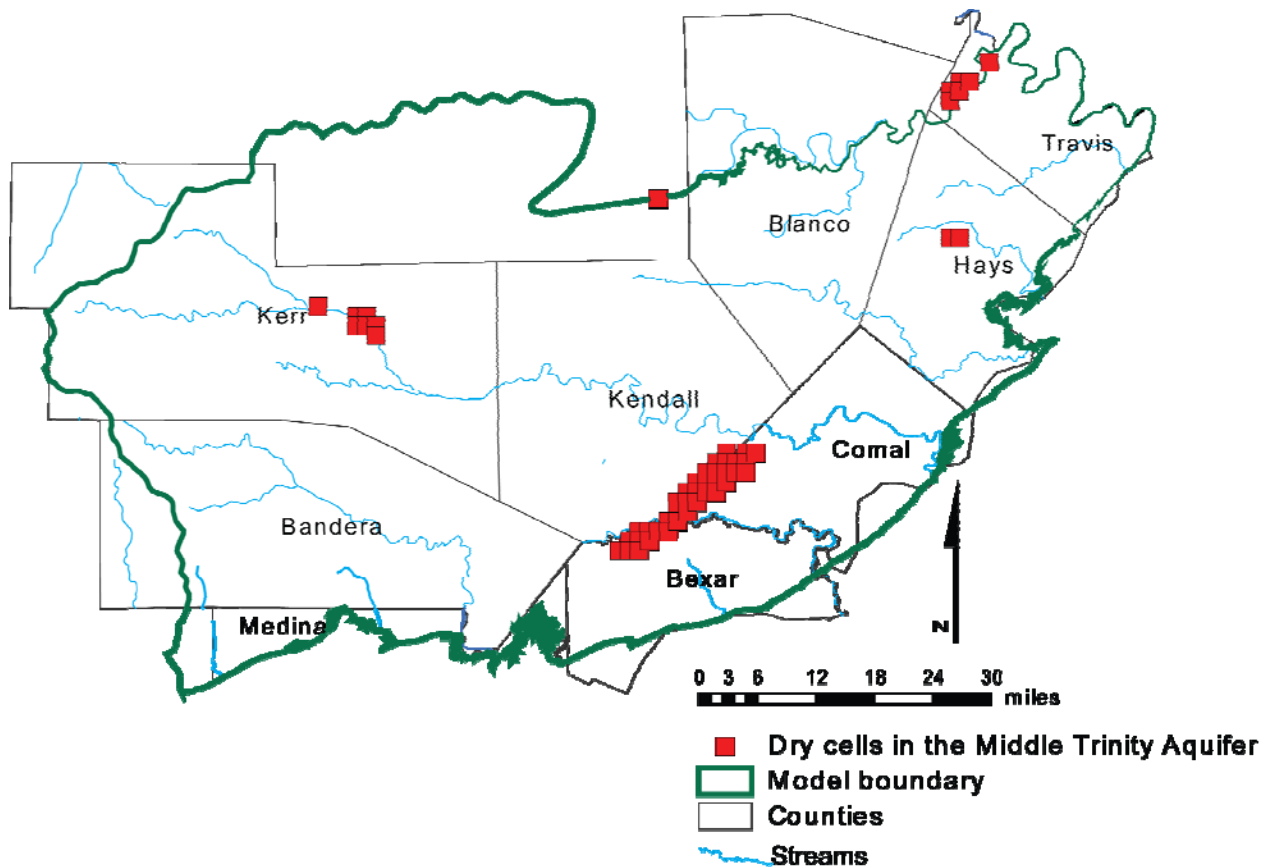 Travis
Blanco
Hays
Kerr
Kendall
Comal
Bandera
Bexar
Medina
N
0 3 6 12 18 24 30
miles
Dry cells in the Middle Trinity Aquifer
Model boundary
Counties
Streams